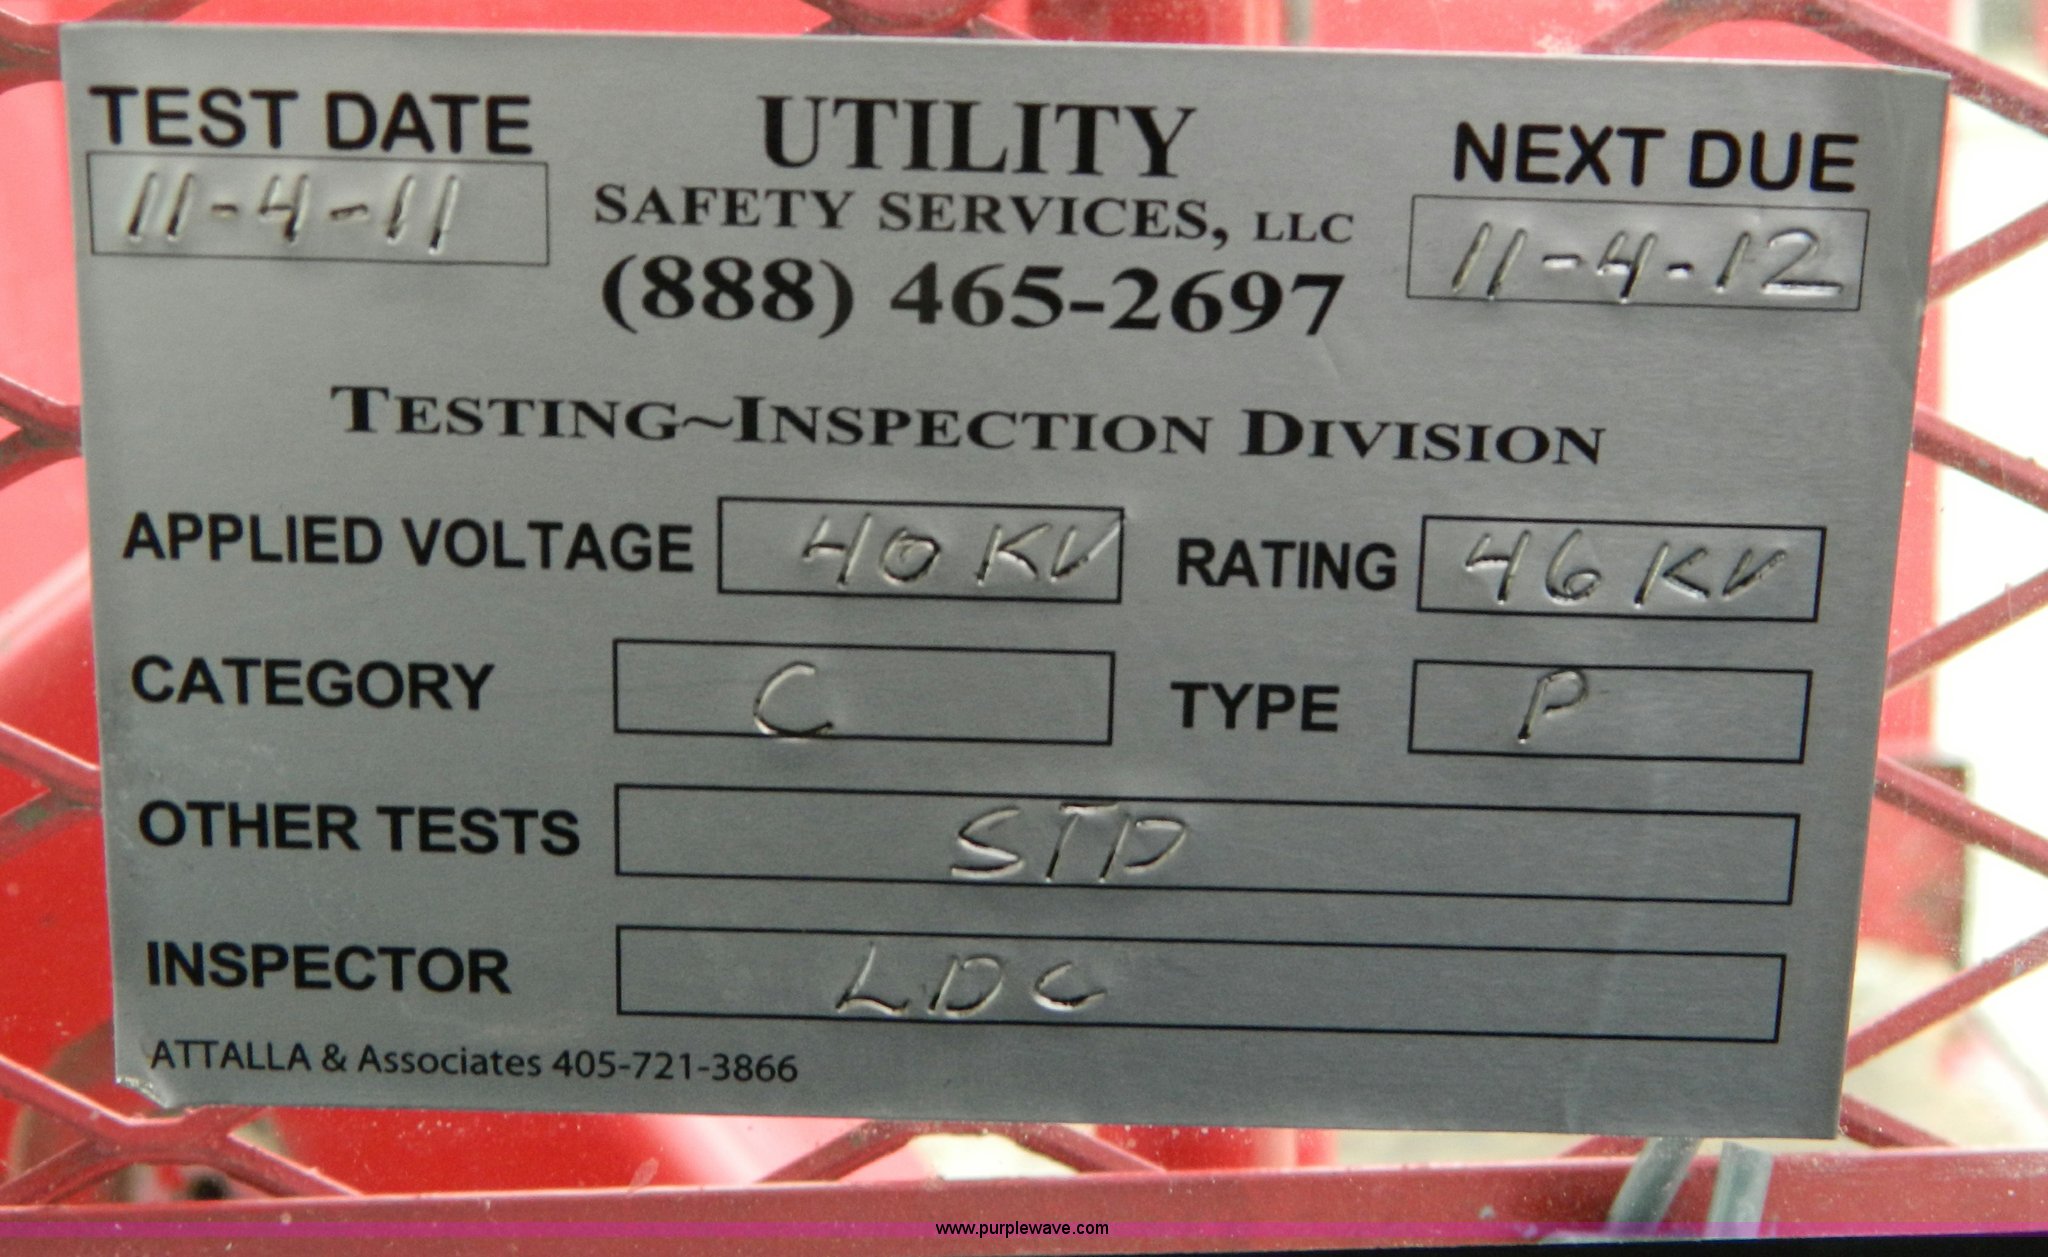 TEST DATE
11-4-11
UTILITY
SAFETY SERVICES, LLC
(888) 465-2697
NEXT DUE
11-4-12
TESTING~INSPECTION DIVISION
APPLIED VOLTAGE 40 KV RATING 46 KV
CATEGORY C TYPE P
OTHER TESTS STD
INSPECTOR LDC
ATTALLA & Associates 405-721-3866
www.purplewave.com